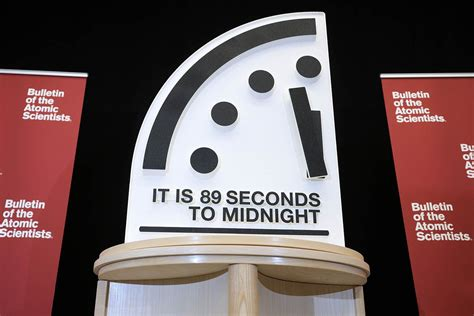 Bulletin
of the
Atomic
Scientists.
Bulletin
of the
Atomic
Scientists.
IT IS 89 SECONDS
TO MIDNIGHT
Bulletin
of the
Atomic
Scientists.
Bulletin
of the
Atomic
Scientists.